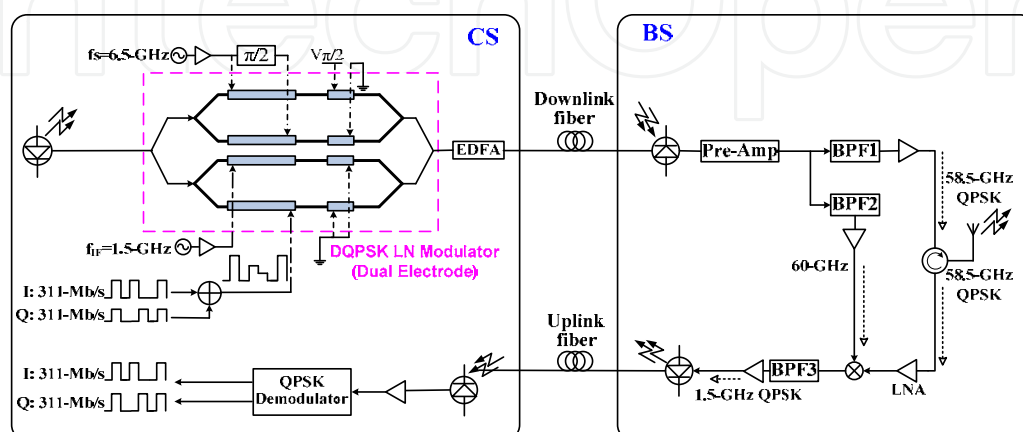 InTechOpen
CS
BS
fs=6.5-GHz
π/2
Vπ/2
Downlink
fiber
EDFA
Pre-Amp
BPF1
58.5-GHz
QPSK
BPF2
fIF=1.5-GHz
DQPSK LN Modulator
(Dual Electrode)
60-GHz
58.5-GHz
QPSK
I: 311-Mb/s
Q: 311-Mb/s
Uplink
fiber
I: 311-Mb/s
Q: 311-Mb/s
QPSK
Demodulator
BPF3
1.5-GHz QPSK
LNA